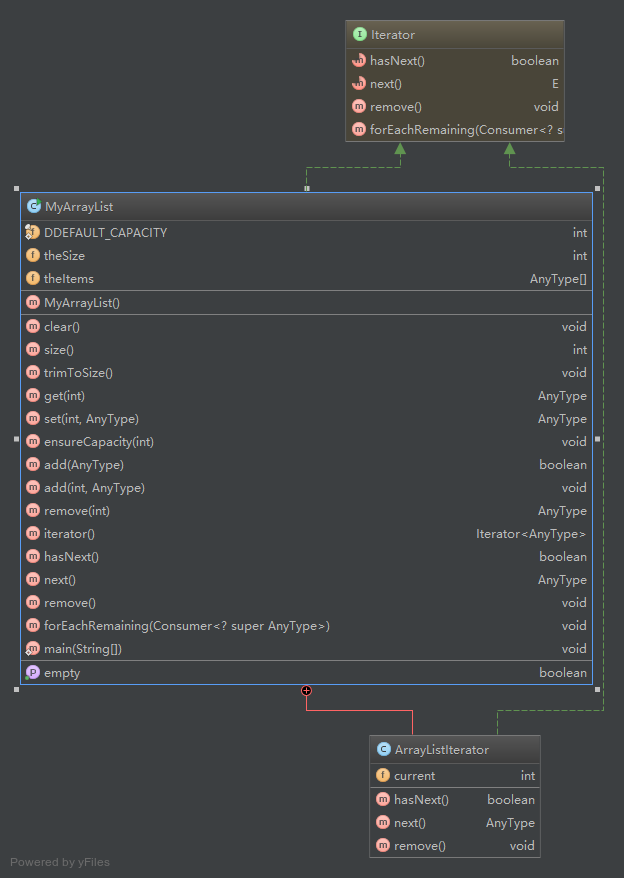 Iterator
hasNext() boolean
next() E
remove() void
forEachRemaining(Consumer<? s
MyArrayList
DDEFAULT_CAPACITY int
theSize int
theItems AnyType[]
MyArrayList()
clear() void
size() int
trimToSize() void
get(int) AnyType
set(int, AnyType) AnyType
ensureCapacity(int) void
add(AnyType) boolean
add(int, AnyType) void
remove(int) AnyType
iterator() Iterator<AnyType>
hasNext() boolean
next() AnyType
remove() void
forEachRemaining(Consumer<? super AnyType>) void
main(String[]) void
empty boolean
ArrayListIterator
current int
hasNext() boolean
next() AnyType
remove() void
Powered by yFiles